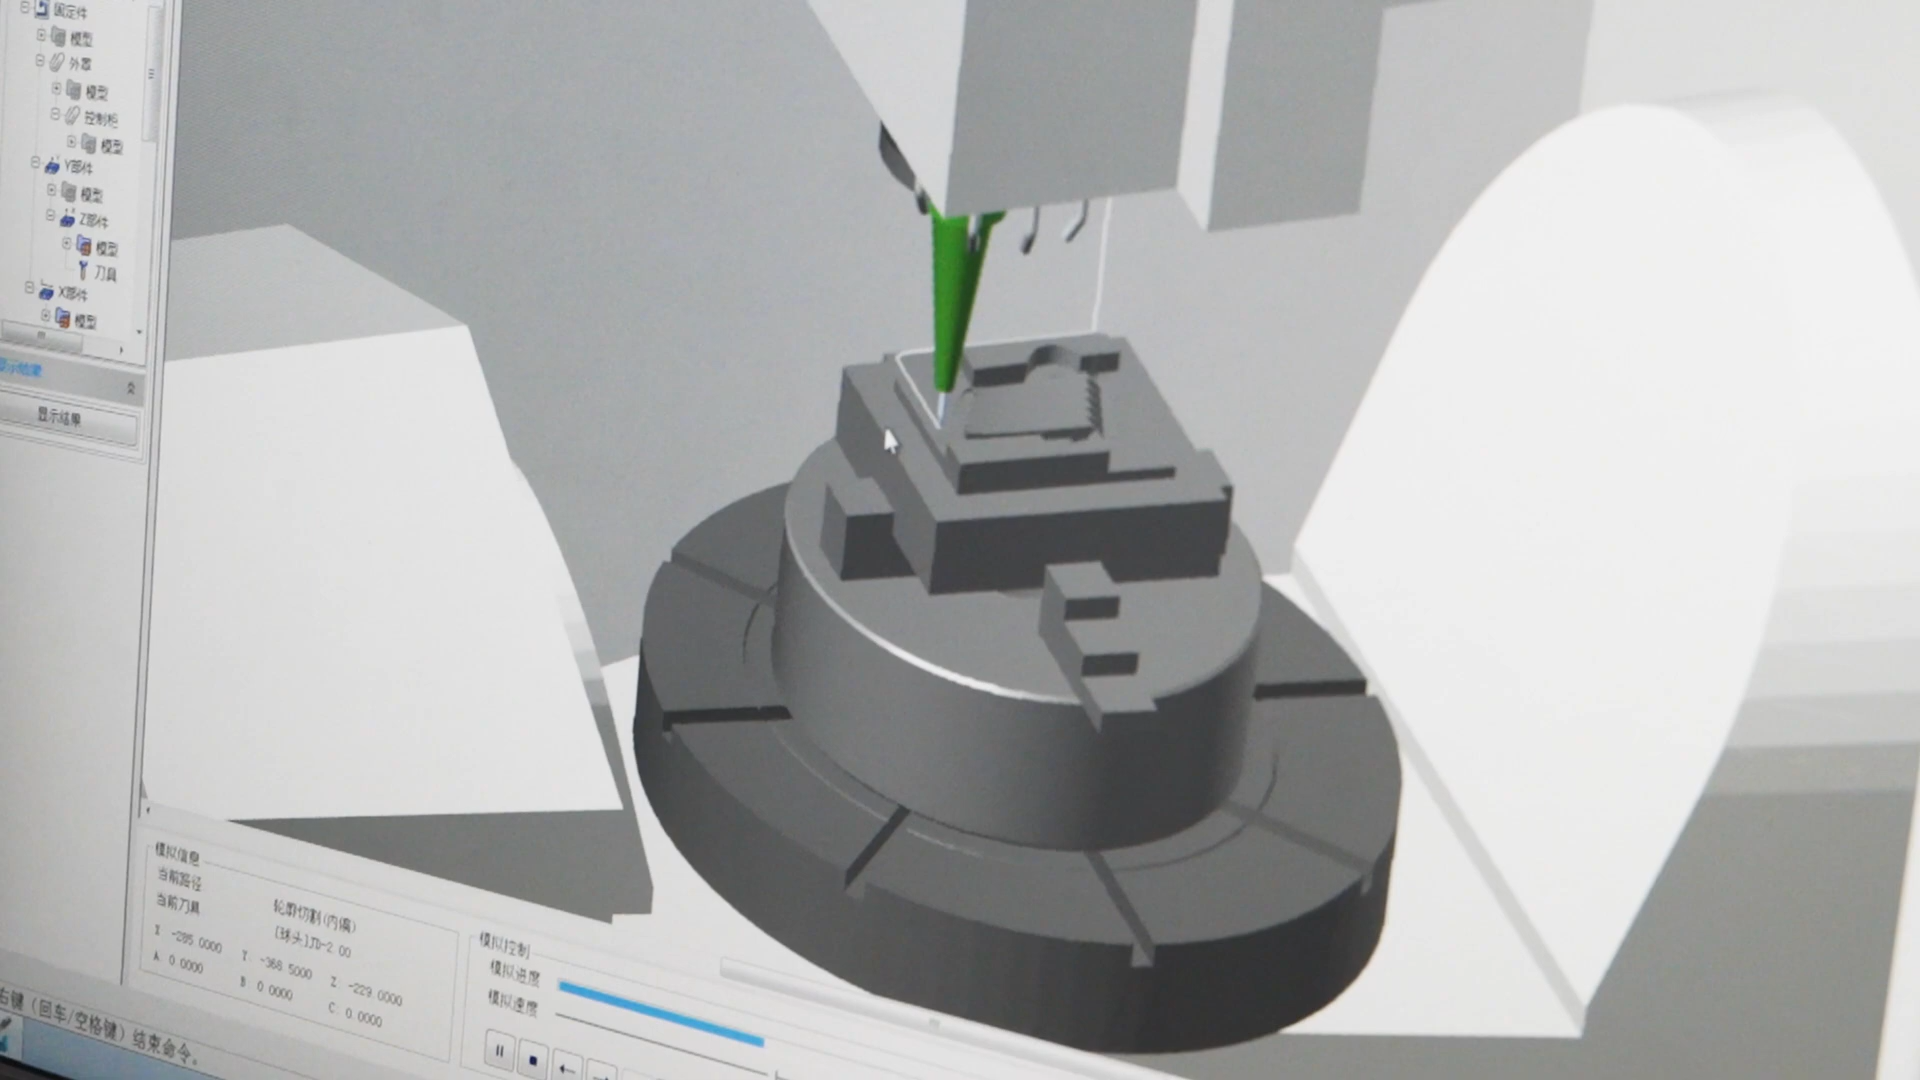 固定件
模型
外罩
模型
控制柜
模型
Y部件
模型
Z部件
模型
刀具
X部件
模型
显示结果
显示结果
模拟信息
当前路径 轮廓切割(内偏)
当前刀具 [球头]JD-2.00
X -285.0000 Y -368.5000 Z: -229.0000
A 0.0000 B 0.0000 C: 0.0000
模拟控制
模拟进度
模拟速度
右键（回车/空格键）结束命令。